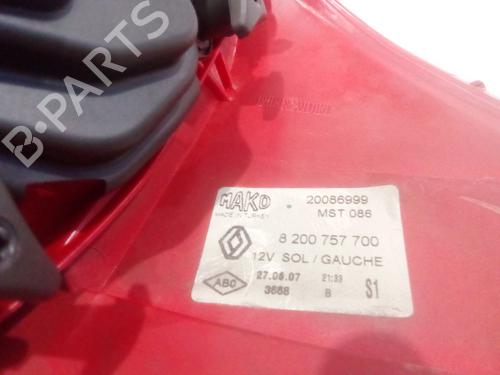 B-PARTS
MAKO
MADE IN TURKEY
20086999
MST 086
8 200 757 700
12V SOL / GAUCHE
ABO
27.06.07 21:33
3668 B S1